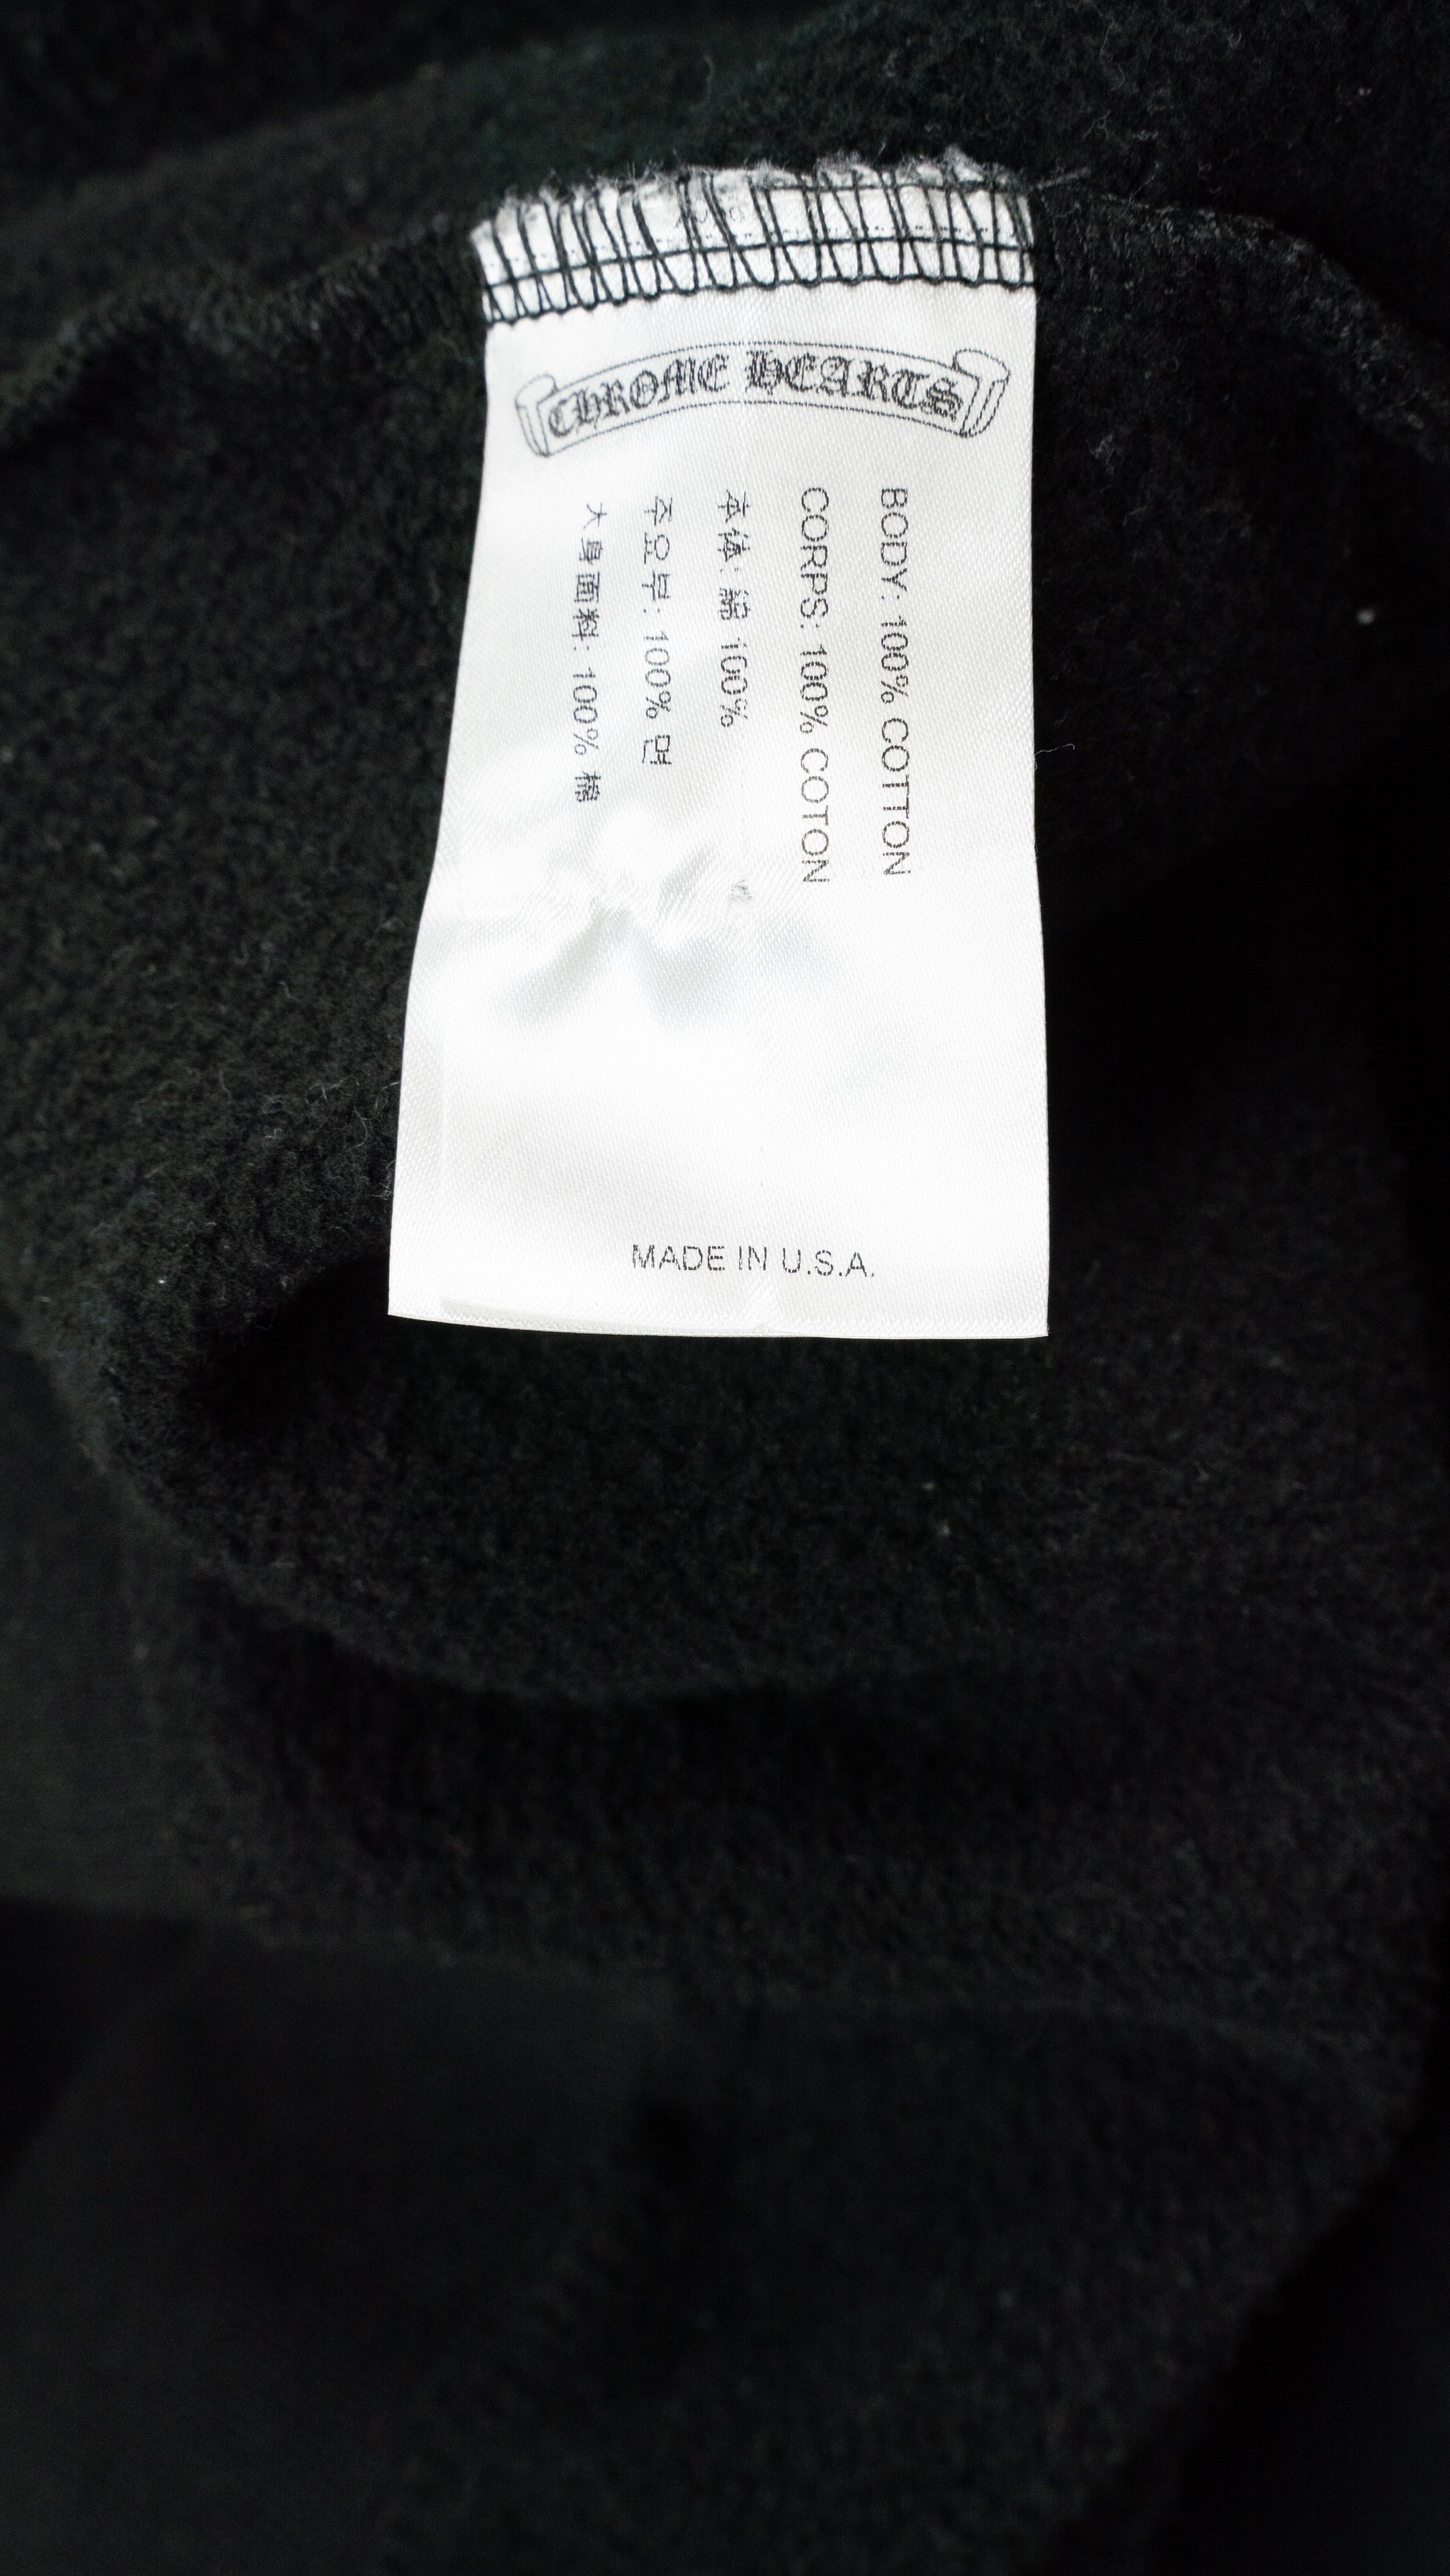 CHROME HEARTS
BODY: 100% COTTON
CORPS: 100% COTON
本体: 綿 100%
주요부: 100% 면
大身面料: 100% 棉
MADE IN U.S.A.